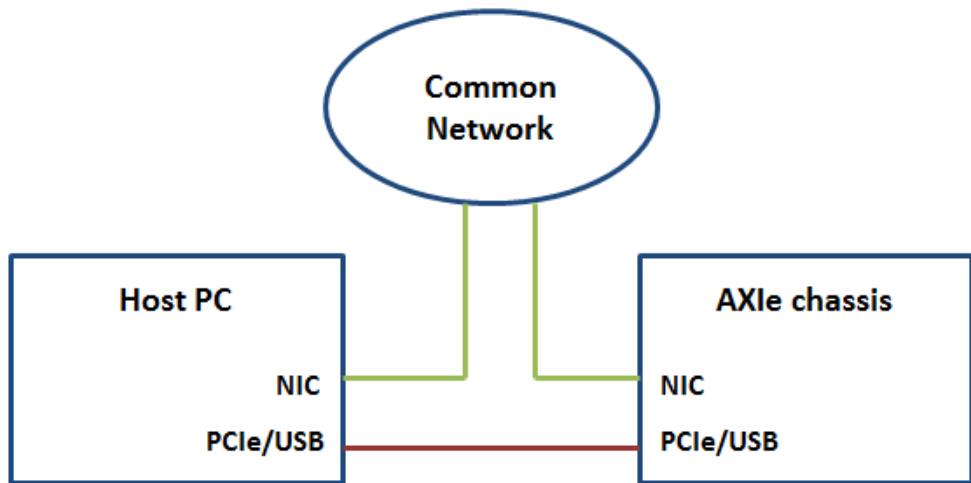 Common
Network
Host PC
NIC
PCIe/USB
AXIe chassis
NIC
PCIe/USB